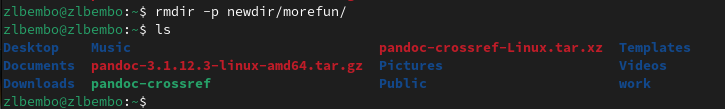 zlbembo@zlbembo:~$ rmdir -p newdir/morefun/
zlbembo@zlbembo:~$ ls
Desktop Music pandoc-crossref-Linux.tar.xz Templates
Documents pandoc-3.1.12.3-linux-amd64.tar.gz Pictures Videos
Downloads pandoc-crossref Public work
zlbembo@zlbembo:~$